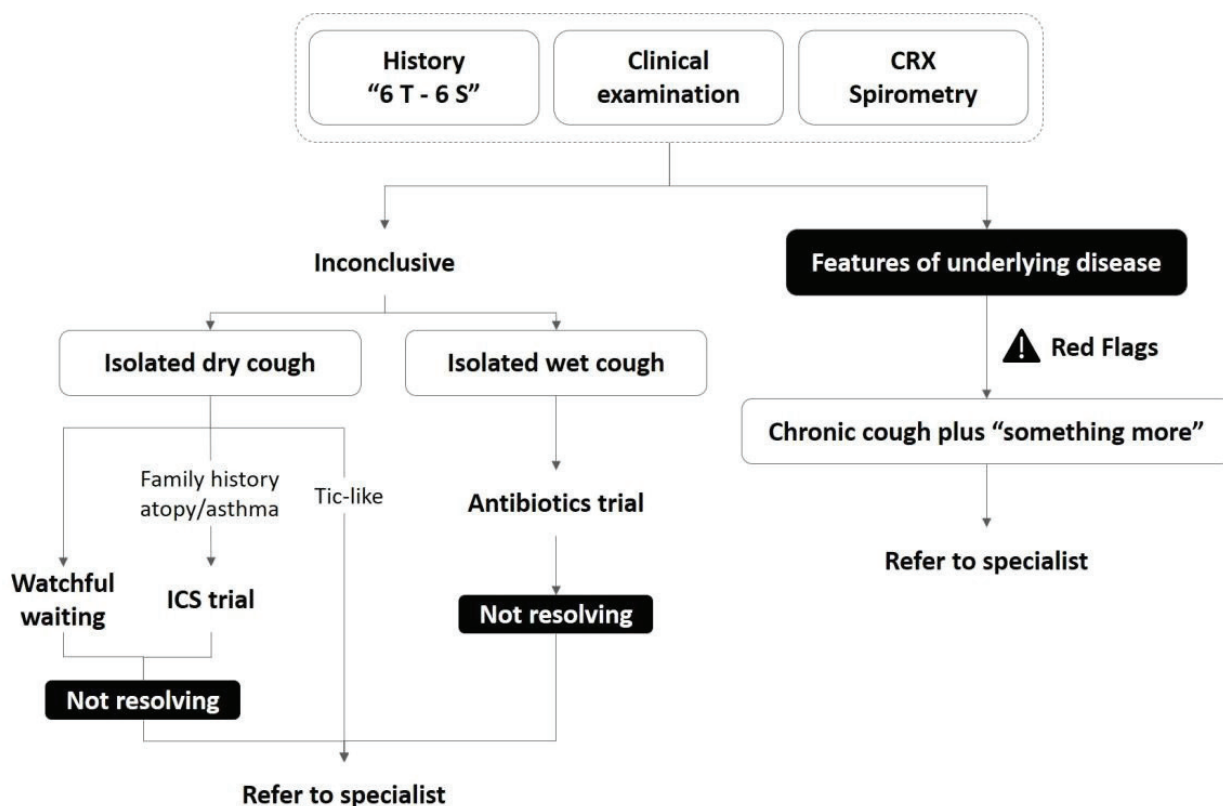 History
“6 T - 6 S”
Clinical
examination
CRX
Spirometry
Inconclusive
Features of underlying disease
Red Flags
Isolated dry cough
Isolated wet cough
Chronic cough plus “something more”
Family history
atopy/asthma
Tic-like
Antibiotics trial
Refer to specialist
Watchful
waiting
ICS trial
Not resolving
Not resolving
Refer to specialist